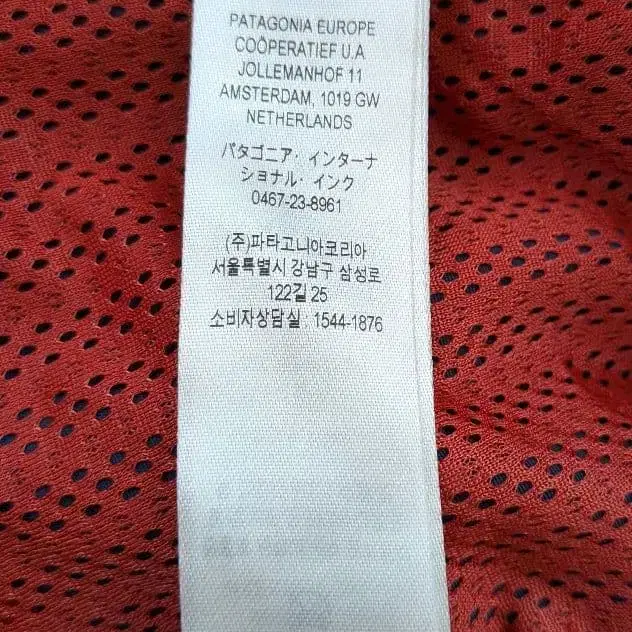 PATAGONIA EUROPE
COÖPERATIEF U.A
JOLLEMANHOF 11
AMSTERDAM, 1019 GW
NETHERLANDS
パタゴニア・インターナ
ショナル・インク
0467-23-8961
(주)파타고니아코리아
서울특별시 강남구 삼성로
122길 25
소비자상담실 1544-1876